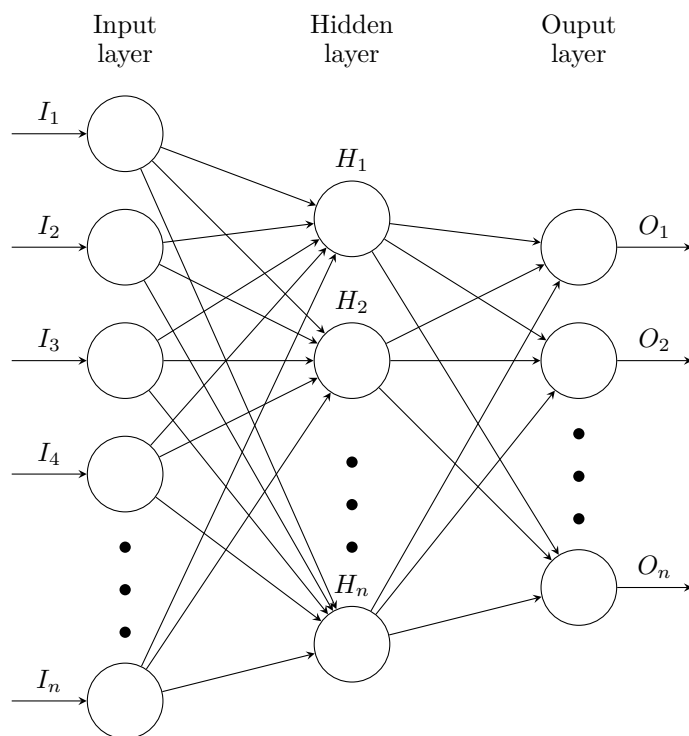 Input
layer
Hidden
layer
Ouput
layer
I₁
I₂
I₃
I₄
Iₙ
H₁
H₂
Hₙ
O₁
O₂
Oₙ